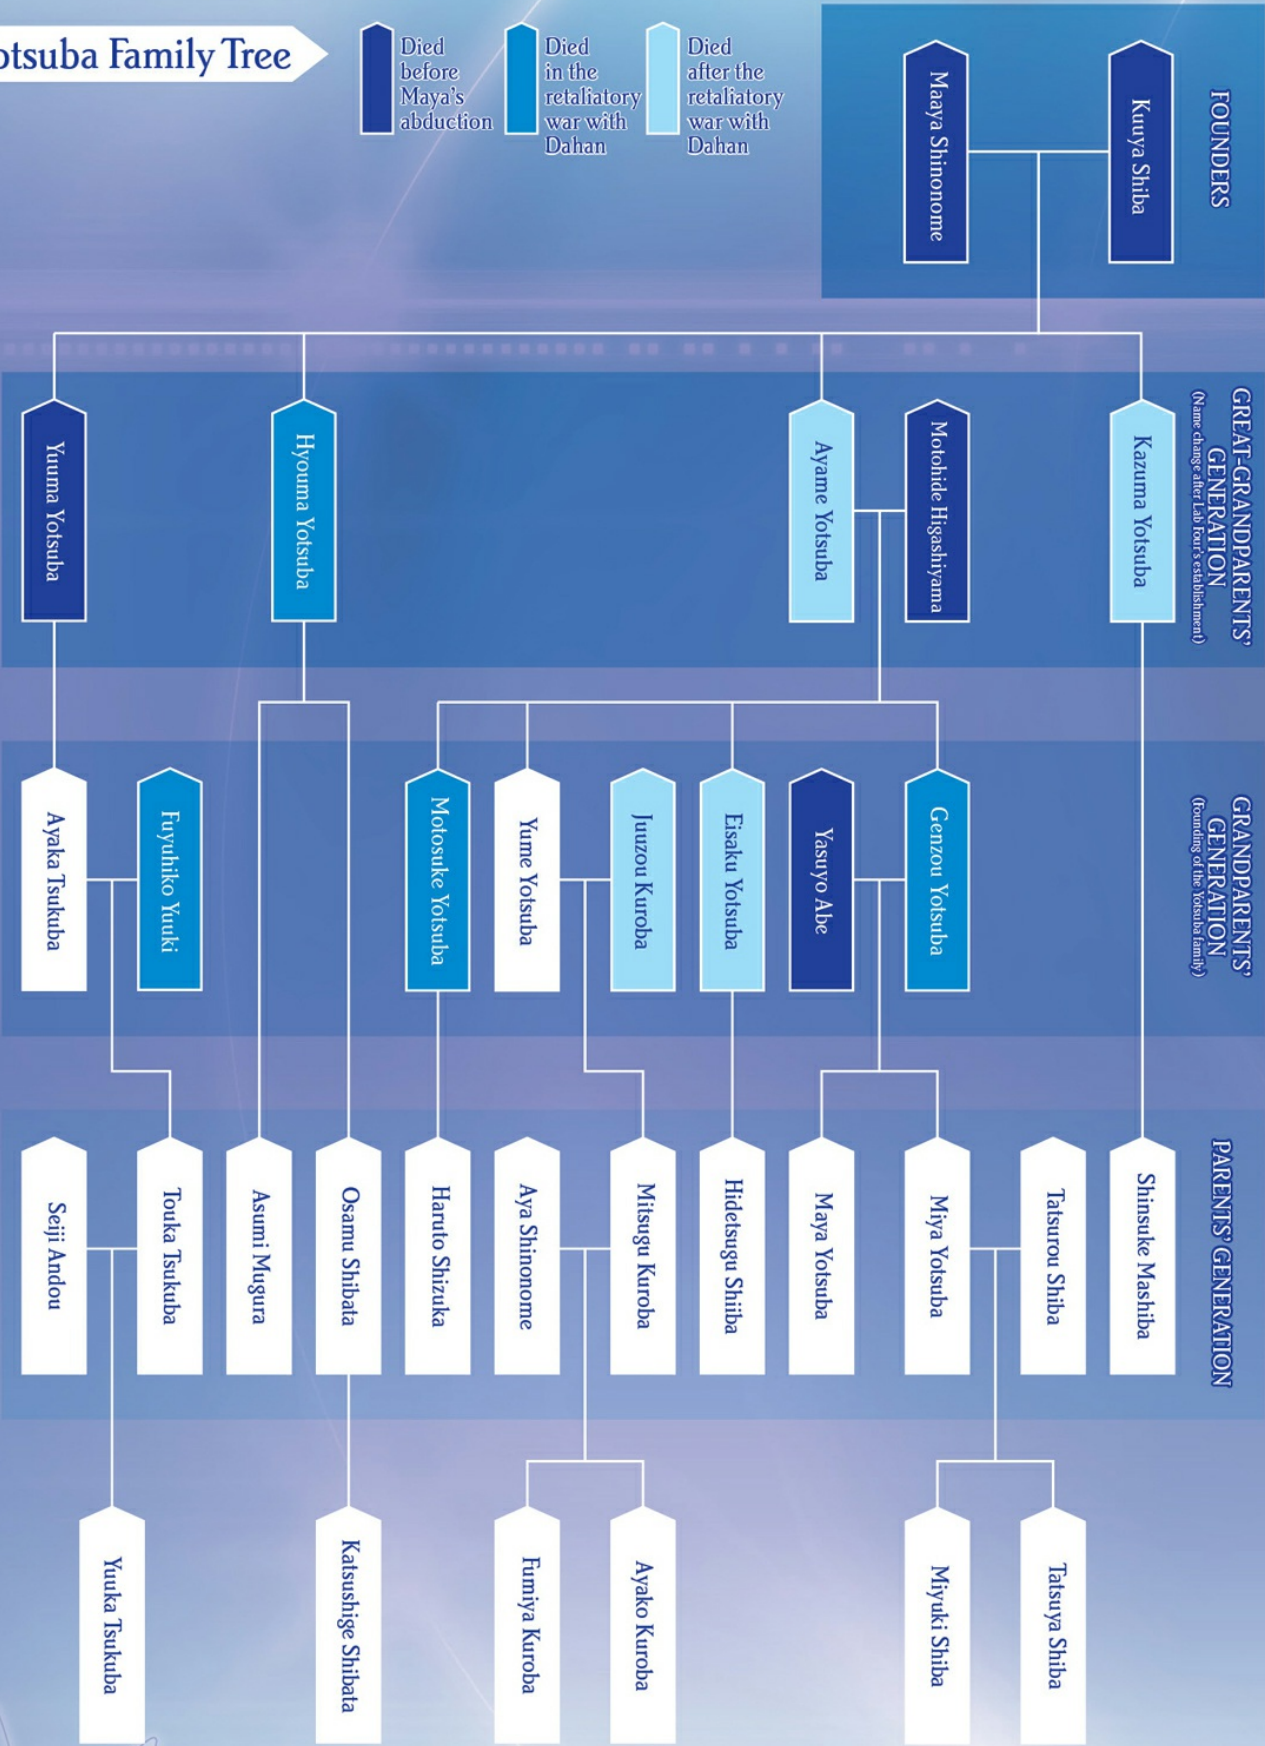 Family Tree
Died
before
Maya's
abduction
Died
in the
retaliatory
war with
Dahan
Died
after the
retaliatory
war with
Dahan
FOUNDERS
Kuuya Shiba
Maaya Shinonome
GREAT-GRANDPARENTS'
GENERATION
(Name change after Lab Four's establishment)
Kazuma Yotsuba
Motohide Higashiyama
Ayame Yotsuba
Hyouma Yotsuba
Yuuma Yotsuba
GRANDPARENTS'
GENERATION
(Founding of the Yotsuba family)
Genzou Yotsuba
Yasuyo Abe
Eisaku Yotsuba
Juuzou Kuroba
Yume Yotsuba
Motosuke Yotsuba
Fuyuhiko Yuuki
Ayaka Tsukuba
PARENTS' GENERATION
Shinsuke Mashiba
Tatsurou Shiba
Miya Yotsuba
Maya Yotsuba
Hidetsugu Shiiba
Mitsugu Kuroba
Aya Shinonome
Haruto Shizuka
Osamu Shibata
Asumi Mugura
Touka Tsukuba
Seiji Andou
Tatsuya Shiba
Miyuki Shiba
Ayako Kuroba
Fumiya Kuroba
Katsushige Shibata
Yuuka Tsukuba